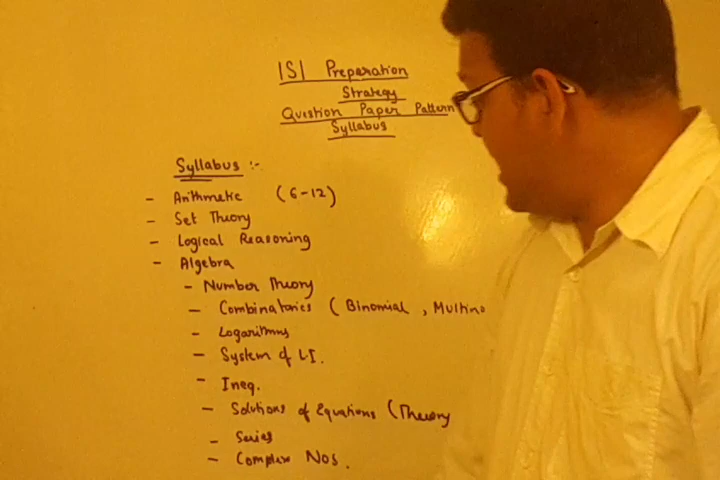 ISI Preparation
Strategy
Question Paper Pattern
Syllabus
Syllabus :-
- Arithmetic (6-12)
- Set Theory
- Logical Reasoning
- Algebra
- Number Theory
- Combinatorics ( Binomial , Multino
- Logarithms
- System of L.I.
- Ineq.
- Solutions of Equations (Theory
- Series
- Complex Nos.